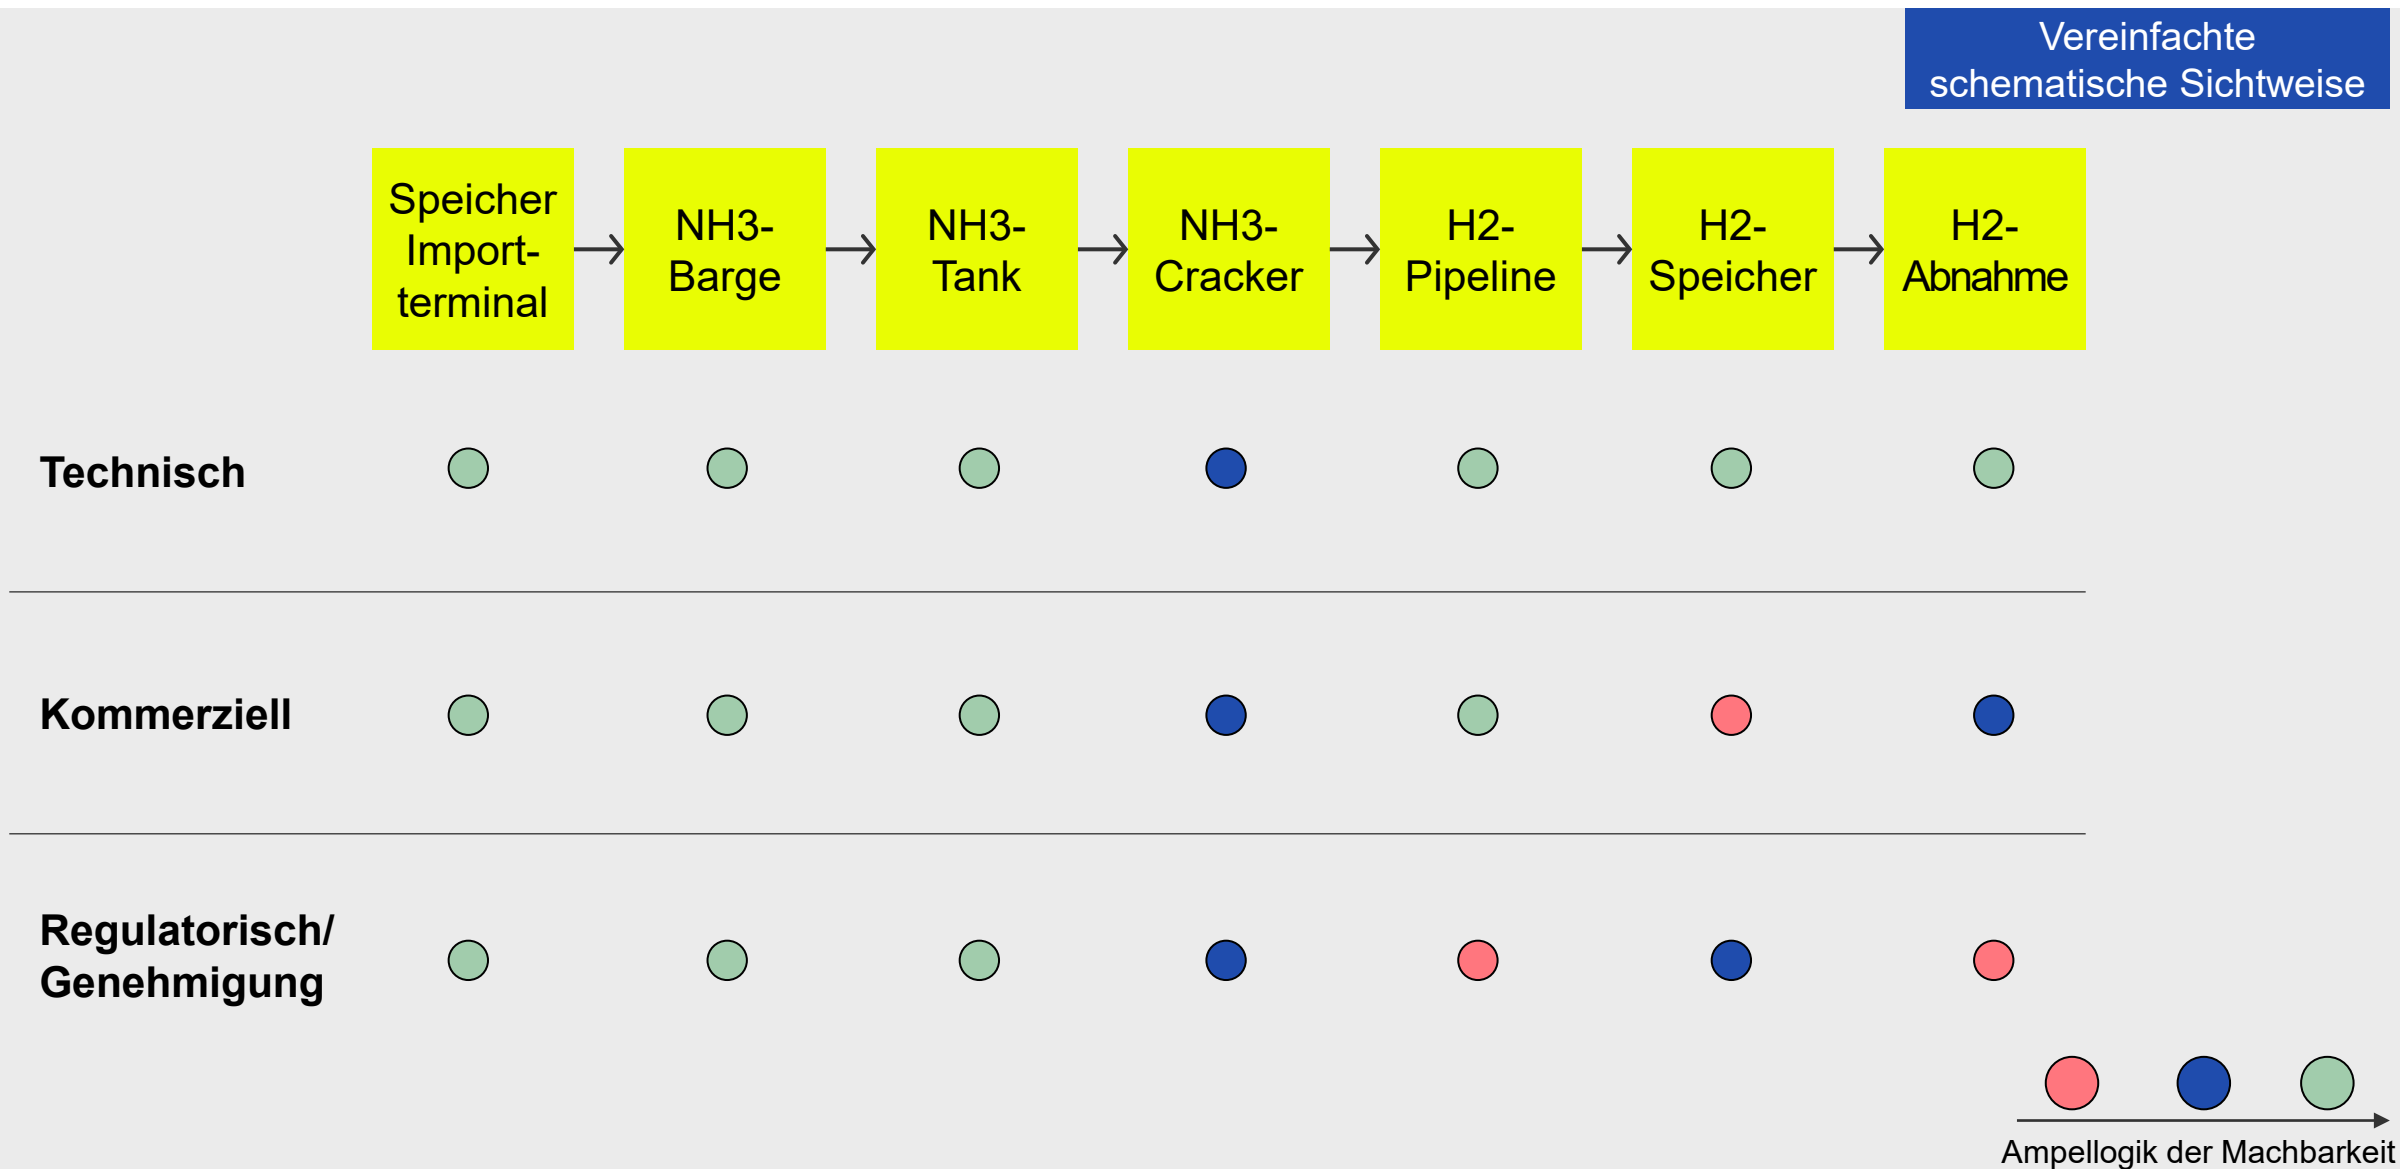 Vereinfachte
schematische Sichtweise
Speicher
Import-
terminal
NH3-
Barge
NH3-
Tank
NH3-
Cracker
H2-
Pipeline
H2-
Speicher
H2-
Abnahme
Technisch
Kommerziell
Regulatorisch/
Genehmigung
Ampellogik der Machbarkeit